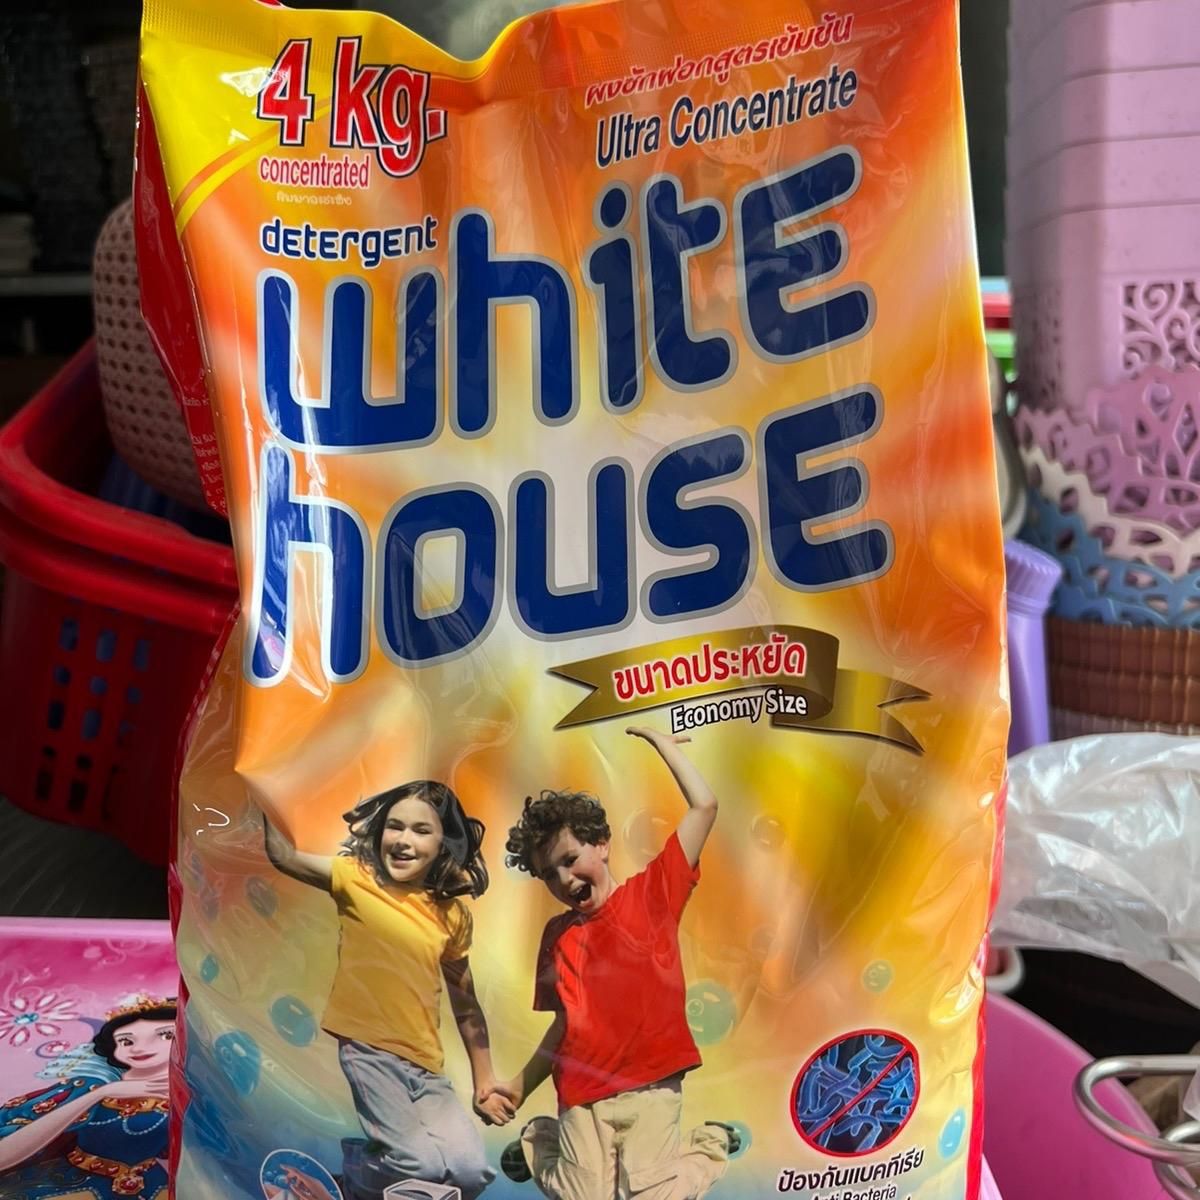 4 kg.
concentrated
ผงซักฟอกสูตรเข้มข้น
Ultra Concentrate
detergent
white
house
ขนาดประหยัด
Economy Size
ป้องกันแบคทีเรีย
Anti Bacteria